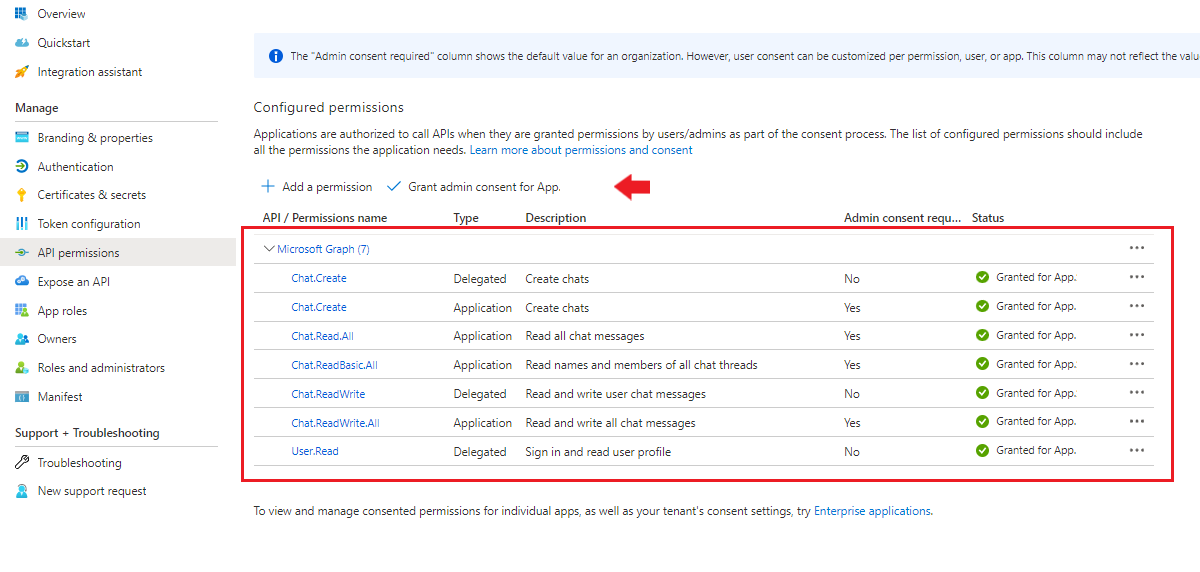 Overview
Quickstart
Integration assistant
Manage
Branding & properties
Authentication
Certificates & secrets
Token configuration
API permissions
Expose an API
App roles
Owners
Roles and administrators
Manifest
Support + Troubleshooting
Troubleshooting
New support request
The "Admin consent required" column shows the default value for an organization. However, user consent can be customized per permission, user, or app. This column may not reflect the valu
Configured permissions
Applications are authorized to call APIs when they are granted permissions by users/admins as part of the consent process. The list of configured permissions should include
all the permissions the application needs. Learn more about permissions and consent
Add a permission Grant admin consent for App.
API / Permissions name Type Description Admin consent requ... Status
Microsoft Graph (7)
Chat.Create Delegated Create chats No Granted for App.
Chat.Create Application Create chats Yes Granted for App.
Chat.Read.All Application Read all chat messages Yes Granted for App.
Chat.ReadBasic.All Application Read names and members of all chat threads Yes Granted for App.
Chat.ReadWrite Delegated Read and write user chat messages No Granted for App.
Chat.ReadWrite.All Application Read and write all chat messages Yes Granted for App.
User.Read Delegated Sign in and read user profile No Granted for App.
To view and manage consented permissions for individual apps, as well as your tenant's consent settings, try Enterprise applications.